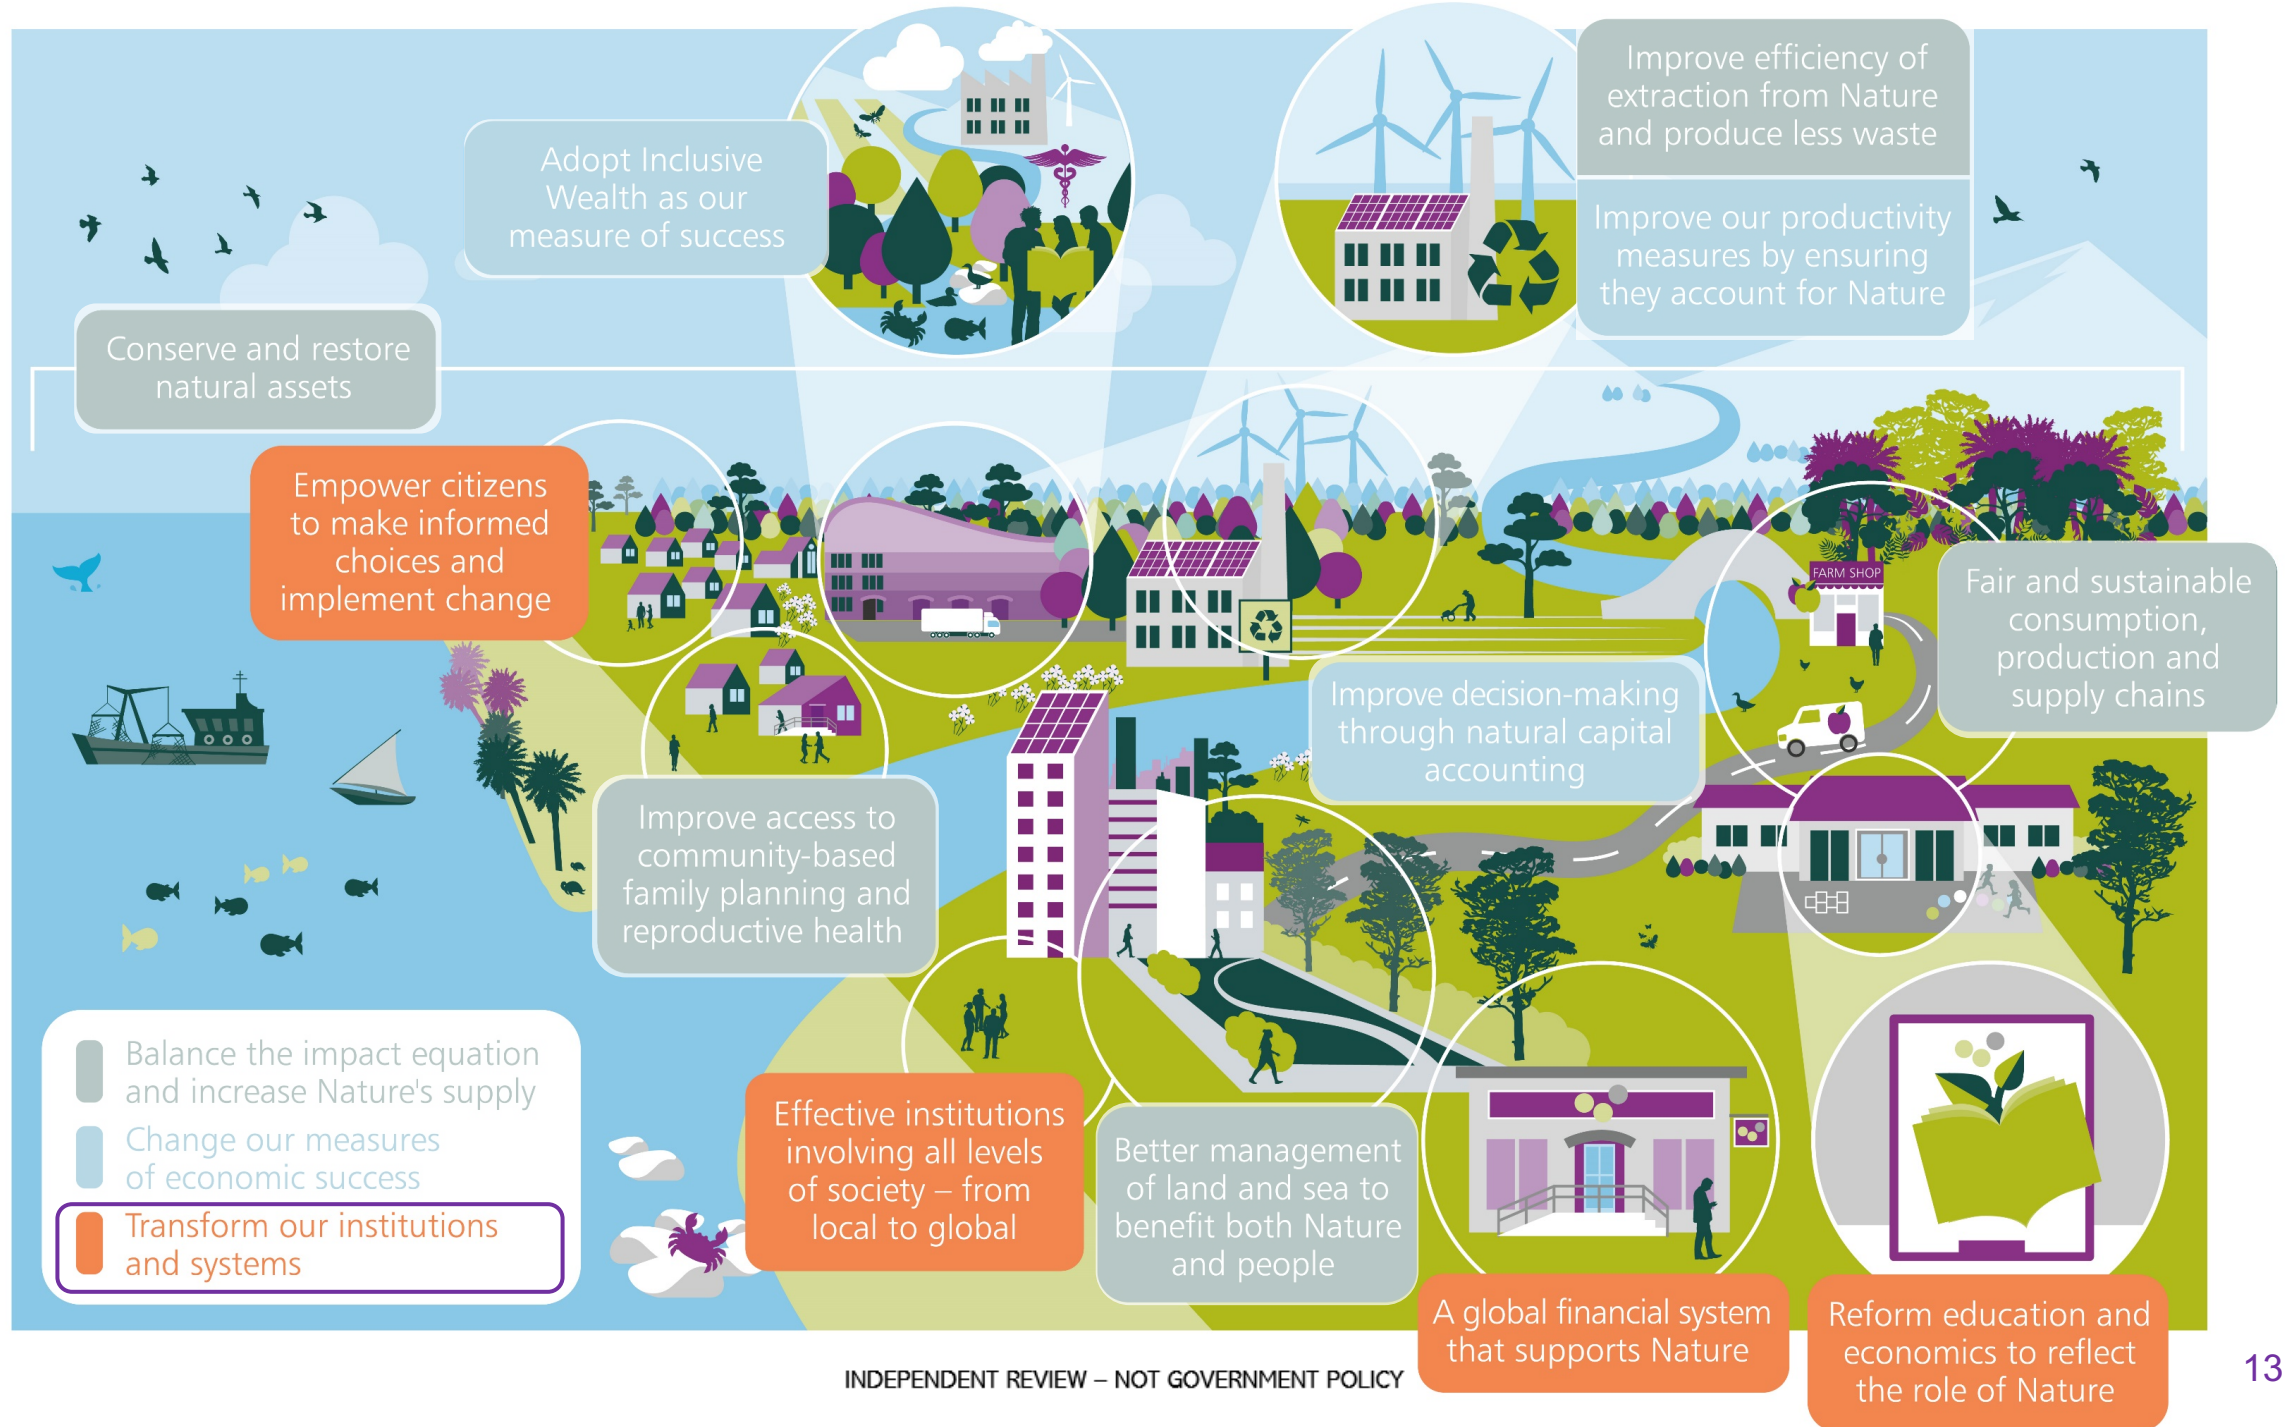 Improve efficiency of
extraction from Nature
and produce less waste
Adopt Inclusive
Wealth as our
measure of success
Improve our productivity
measures by ensuring
they account for Nature
Conserve and restore
natural assets
Empower citizens
to make informed
choices and
implement change
FARM SHOP
Fair and sustainable
consumption,
production and
supply chains
Improve decision-making
through natural capital
accounting
Improve access to
community-based
family planning and
reproductive health
Balance the impact equation
and increase Nature's supply
Change our measures
of economic success
Transform our institutions
and systems
Effective institutions
involving all levels
of society – from
local to global
Better management
of land and sea to
benefit both Nature
and people
A global financial system
that supports Nature
Reform education and
economics to reflect
the role of Nature
INDEPENDENT REVIEW – NOT GOVERNMENT POLICY
13